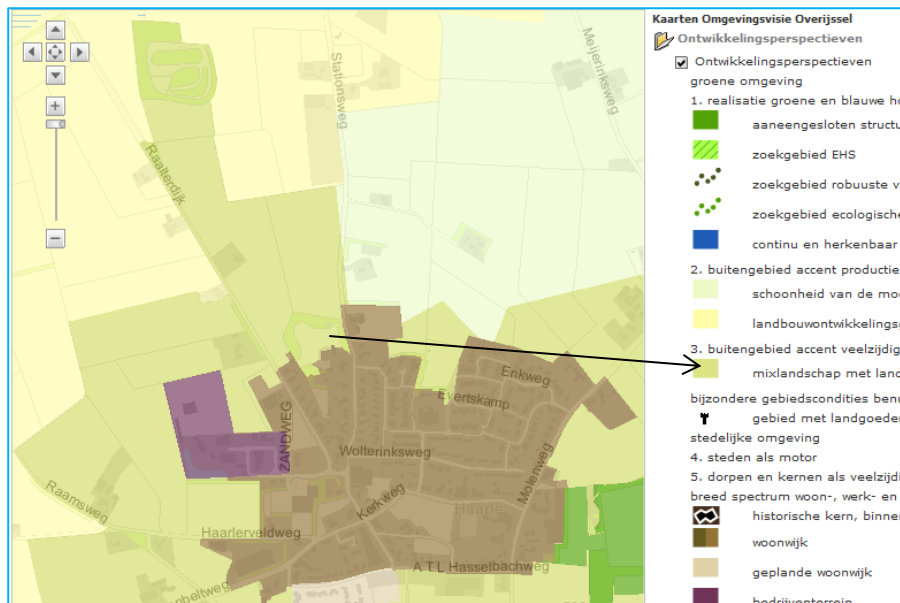 Kaarten Omgevingsvisie Overijssel
Ontwikkelingsperspectieven
Ontwikkelingsperspectieven
groene omgeving
1. realisatie groene en blauwe ho
aaneengesloten structu
zoekgebied EHS
zoekgebied robuuste v
zoekgebied ecologische
continu en herkenbaar
2. buitengebied accent productie
schoonheid van de mo
landbouwontwikkelings
3. buitengebied accent veelzijdig
mixlandschap met land
bijzondere gebiedscondities benu
gebied met landgoeder
stedelijke omgeving
4. steden als motor
5. dorpen en kernen als veelzijdi
breed spectrum woon-, werk- en
historische kern, binner
woonwijk
geplande woonwijk
bedrijventerrein
Stationsweg
Meijerinksweg
Raalterdijk
Enkweg
Evertskamp
ZANDWEG
Wolterinksweg
Molenweg
Kerkweg
Haarle
Raamsweg
Haarlerveldweg
A T L Hasselbachweg